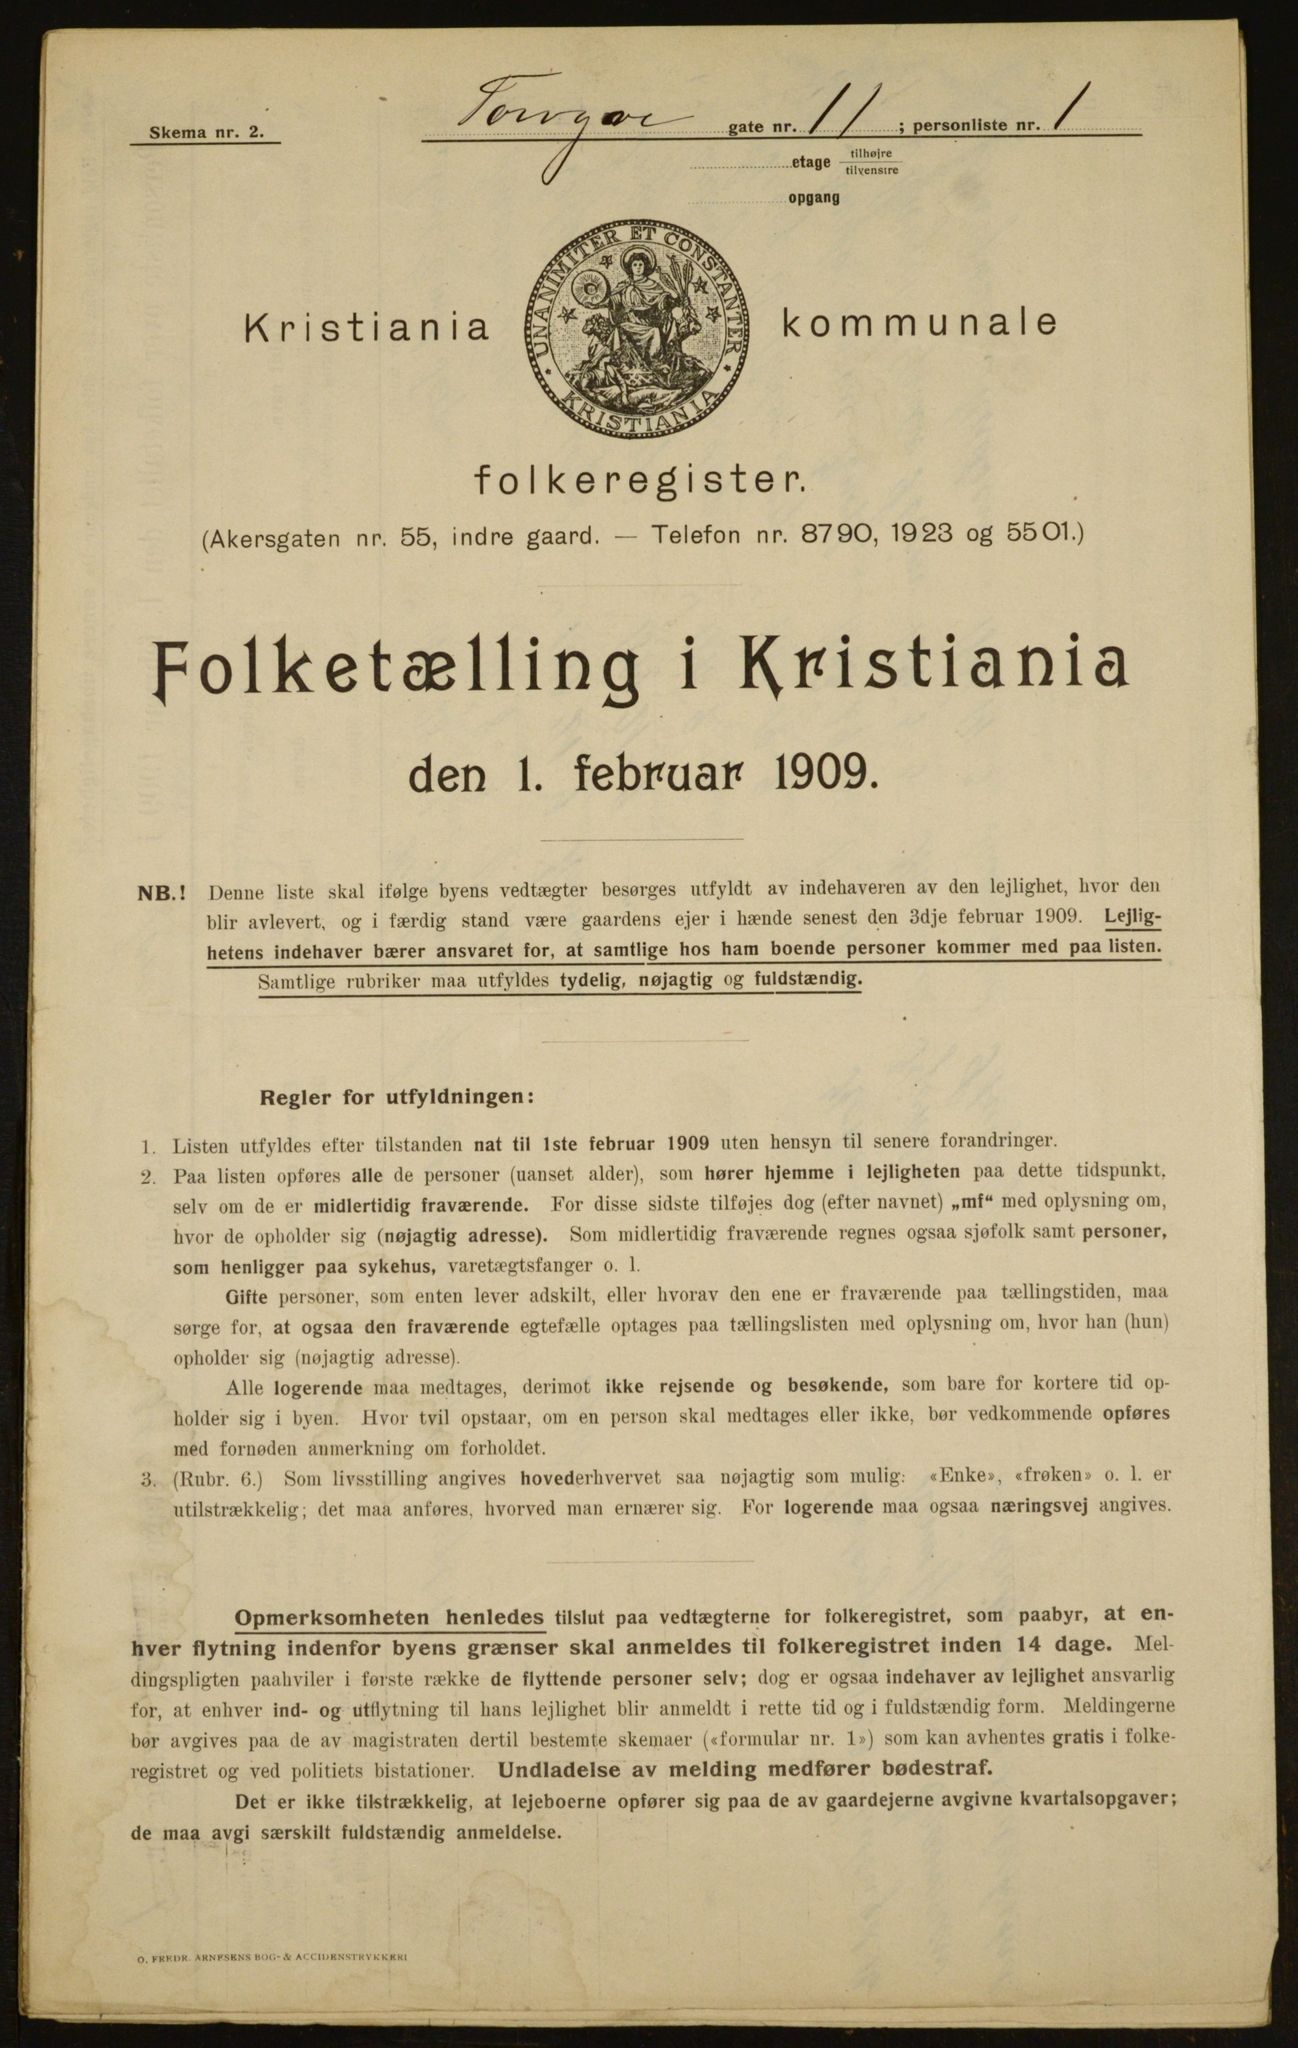 Skema nr. 2.
Torvga gate nr. 11 ; personliste nr. 1
etage tilhøjre
tilvenstre
opgang
UNANIMITER ET CONSTANTER
KRISTIANIA
Kristiania kommunale
folkeregister.
(Akersgaten nr. 55, indre gaard. — Telefon nr. 8790, 1923 og 5501.)
Folketælling i Kristiania
den 1. februar 1909.
NB.! Denne liste skal ifølge byens vedtægter besørges utfyldt av indehaveren av den lejlighet, hvor den
blir avlevert, og i færdig stand være gaardens ejer i hænde senest den 3dje februar 1909. Lejlig-
hetens indehaver bærer ansvaret for, at samtlige hos ham boende personer kommer med paa listen.
Samtlige rubriker maa utfyldes tydelig, nøjagtig og fuldstændig.
Regler for utfyldningen:
1. Listen utfyldes efter tilstanden nat til 1ste februar 1909 uten hensyn til senere forandringer.
2. Paa listen opføres alle de personer (uanset alder), som hører hjemme i lejligheten paa dette tidspunkt,
selv om de er midlertidig fraværende. For disse sidste tilføjes dog (efter navnet) „mf“ med oplysning om,
hvor de opholder sig (nøjagtig adresse). Som midlertidig fraværende regnes ogsaa sjøfolk samt personer,
som henligger paa sykehus, varetægtsfanger o. l.
Gifte personer, som enten lever adskilt, eller hvorav den ene er fraværende paa tællingstiden, maa
sørge for, at ogsaa den fraværende egtefælle optages paa tællingslisten med oplysning om, hvor han (hun)
opholder sig (nøjagtig adresse).
Alle logerende maa medtages, derimot ikke rejsende og besøkende, som bare for kortere tid op-
holder sig i byen. Hvor tvil opstaar, om en person skal medtages eller ikke, bør vedkommende opføres
med fornøden anmerkning om forholdet.
3. (Rubr. 6.) Som livsstilling angives hovederhvervet saa nøjagtig som mulig: «Enke», «frøken» o. l. er
utilstrækkelig; det maa anføres, hvorved man ernærer sig. For logerende maa ogsaa næringsvej angives.
Opmerksomheten henledes tilslut paa vedtægterne for folkeregistret, som paabyr, at en-
hver flytning indenfor byens grænser skal anmeldes til folkeregistret inden 14 dage. Mel-
dingspligten paahviler i første række de flyttende personer selv; dog er ogsaa indehaver av lejlighet ansvarlig
for, at enhver ind- og utflytning til hans lejlighet blir anmeldt i rette tid og i fuldstændig form. Meldingerne
bør avgives paa de av magistraten dertil bestemte skemaer («formular nr. 1») som kan avhentes gratis i folke-
registret og ved politiets bistationer. Undladelse av melding medfører bødestraf.
Det er ikke tilstrækkelig, at lejeboerne opfører sig paa de av gaardejerne avgivne kvartalsopgaver;
de maa avgi særskilt fuldstændig anmeldelse.
O. FREDR. ARNESENS BOG- & ACCIDENSTRYKKERI